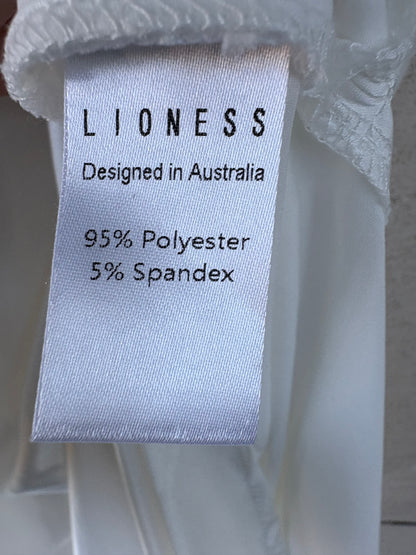 LIONESS
Designed in Australia
95% Polyester
5% Spandex